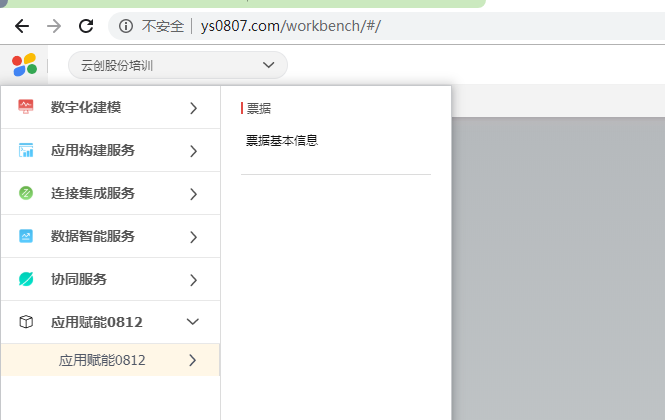 不安全 ys0807.com/workbench/#/
云创股份培训
数字化建模
票据
票据基本信息
应用构建服务
连接集成服务
数据智能服务
协同服务
应用赋能0812
应用赋能0812